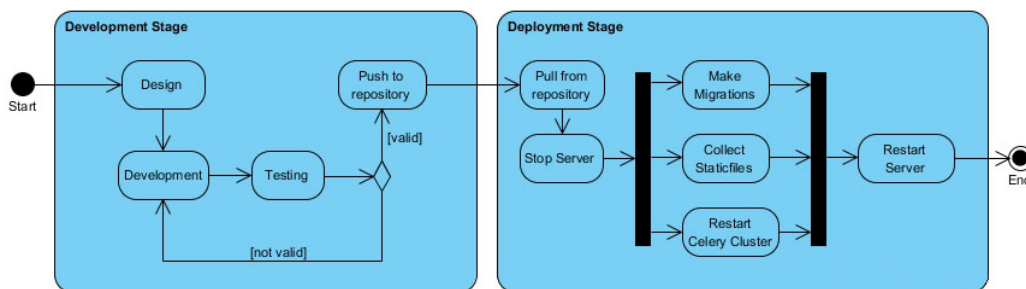 Development Stage
Start
Design
Push to
repository
[valid]
Development
Testing
[not valid]
Deployment Stage
Pull from
repository
Make
Migrations
Stop Server
Collect
Staticfiles
Restart
Server
Restart
Celery Cluster
End